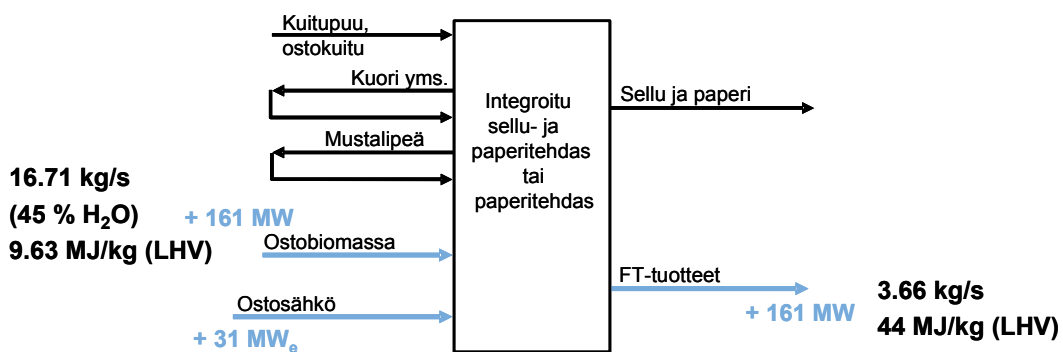 Kuitupuu,
ostokuitu
Kuori yms.
Mustalipeä
16.71 kg/s
(45 % H₂O)
9.63 MJ/kg (LHV)
+ 161 MW
Ostobiomassa
Ostosähkö
+ 31 MWₑ
Integroitu
sellu- ja
paperitehdas
tai
paperitehdas
Sellu ja paperi
FT-tuotteet
+ 161 MW
3.66 kg/s
44 MJ/kg (LHV)